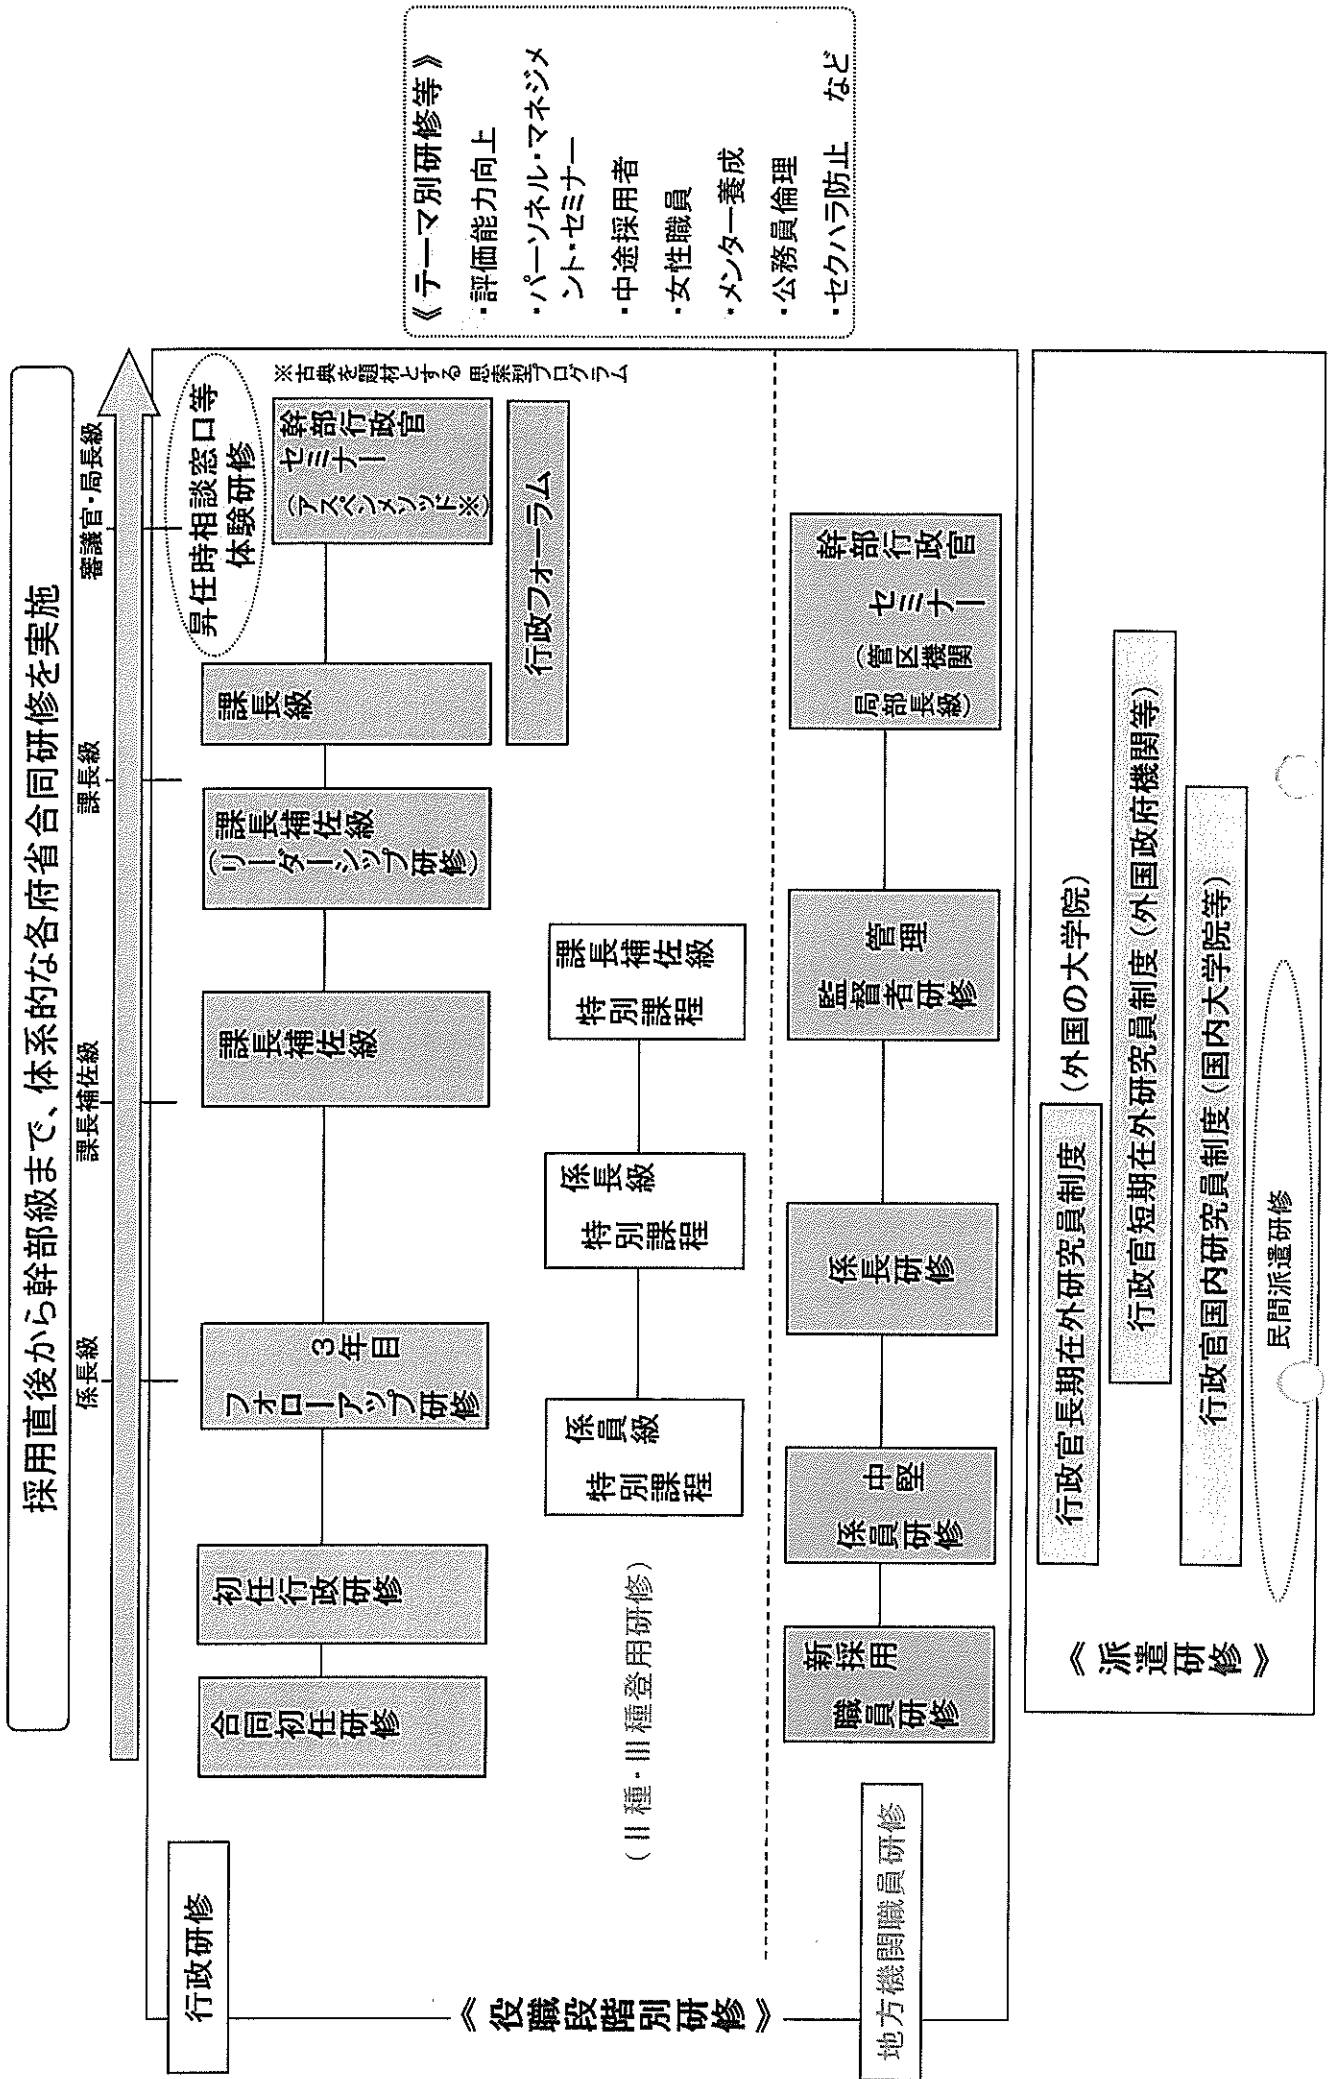 採用直後から幹部級まで、体系的な各府省合同研修を実施
係長級
課長補佐級
課長級
審議官・局長級
行政研修
合同初任研修
初任行政研修
3年目
フォローアップ研修
課長補佐級
課長補佐級
(リーダーシップ研修)
課長級
昇任時相談窓口等
体験研修
※古典を題材とする思索型プログラム
幹部行政官
セミナー
(アスペンメソッド※)
行政フォーラム
(Ⅱ種・Ⅲ種登用研修)
係員級
特別課程
係長級
特別課程
課長補佐級
特別課程
《役職段階別研修》
地方機関職員研修
新採用
職員研修
中堅
係員研修
係長研修
管理
監督者研修
幹部行政官
セミナー
(管区機関
局部長級)
《派遣研修》
行政官長期在外研究員制度(外国の大学院)
行政官短期在外研究員制度(外国政府機関等)
行政官国内研究員制度(国内大学院等)
民間派遣研修
《テーマ別研修等》
・評価能力向上
・パーソネル・マネジメ
ント・セミナー
・中途採用者
・女性職員
・メンター養成
・公務員倫理
・セクハラ防止 など